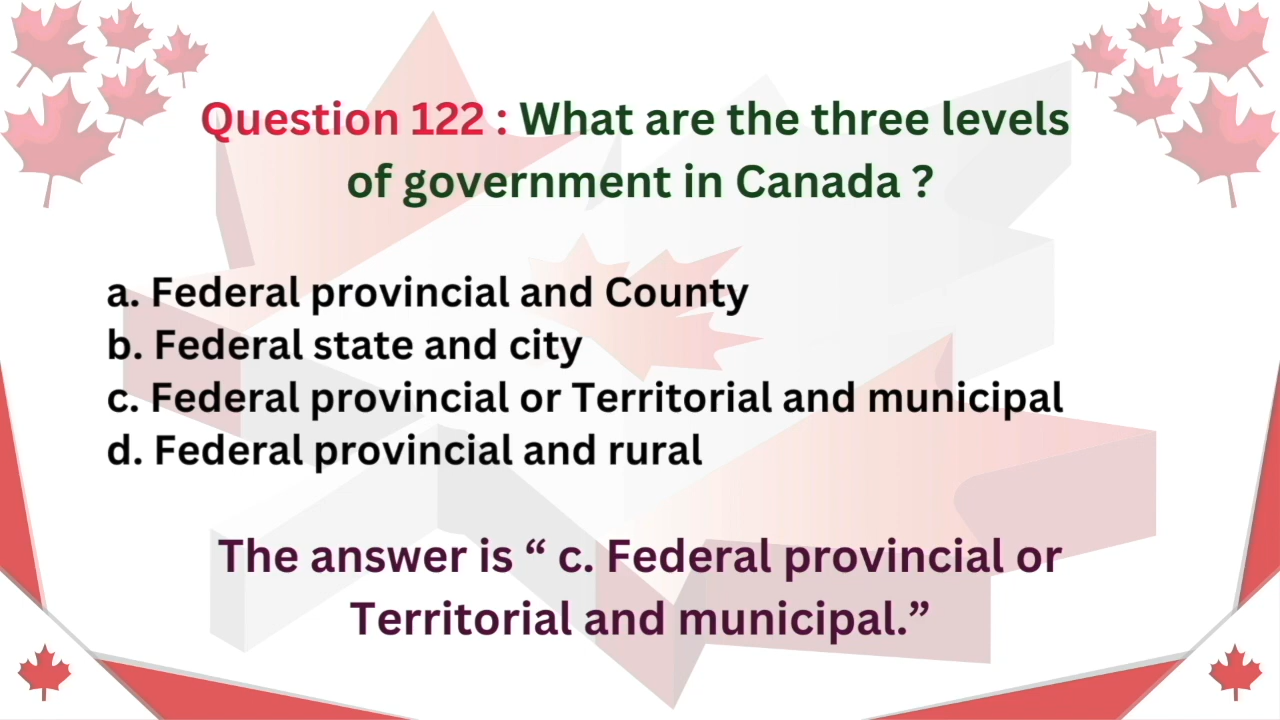 Question 122 : What are the three levels
of government in Canada ?
a. Federal provincial and County
b. Federal state and city
c. Federal provincial or Territorial and municipal
d. Federal provincial and rural
The answer is “ c. Federal provincial or
Territorial and municipal.”